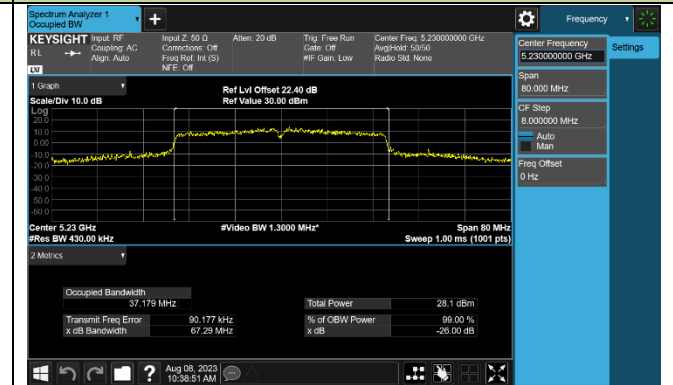 Spectrum Analyzer 1
Occupied BW
+
Frequency
KEYSIGHT
R L
LXI
Input: RF
Coupling: AC
Align: Auto
Input Z: 50 Ω
Corrections: Off
Freq Ref: Int (S)
NFE: Off
Atten: 20 dB
Trig: Free Run
Gate: Off
#IF Gain: Low
Center Freq: 5.230000000 GHz
Avg|Hold: 50/50
Radio Std: None
Center Frequency
5.230000000 GHz
Settings
Span
80.000 MHz
CF Step
8.000000 MHz
Auto
Man
Freq Offset
0 Hz
1 Graph
Scale/Div 10.0 dB
Ref Lvl Offset 22.40 dB
Ref Value 30.00 dBm
Log
20.0
10.0
0.00
-10.0
-20.0
-30.0
-40.0
-50.0
-60.0
Center 5.23 GHz
#Res BW 430.00 kHz
#Video BW 1.3000 MHz*
Span 80 MHz
Sweep 1.00 ms (1001 pts)
2 Metrics
Occupied Bandwidth
37.179 MHz
Total Power 28.1 dBm
Transmit Freq Error 90.177 kHz
% of OBW Power 99.00 %
x dB Bandwidth 67.29 MHz
x dB -26.00 dB
?
Aug 08, 2023
10:38:51 AM